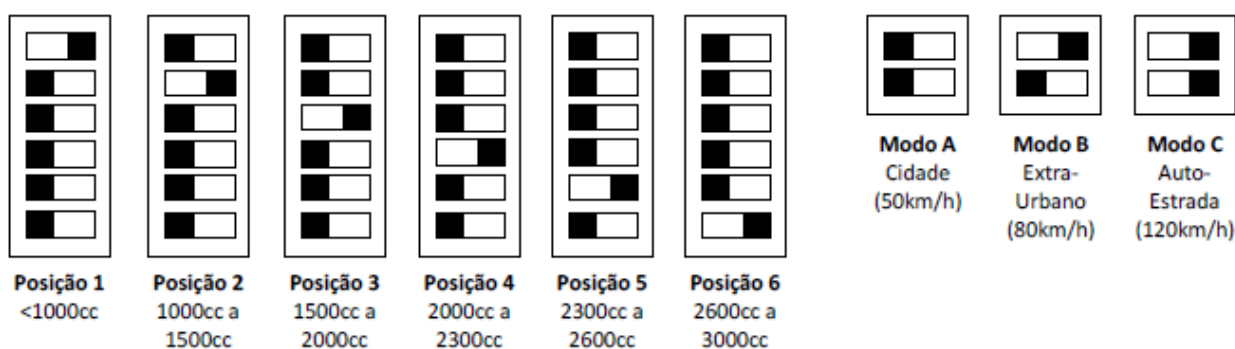 Posição 1
<1000cc
Posição 2
1000cc a
1500cc
Posição 3
1500cc a
2000cc
Posição 4
2000cc a
2300cc
Posição 5
2300cc a
2600cc
Posição 6
2600cc a
3000cc
Modo A
Cidade
(50km/h)
Modo B
Extra-
Urbano
(80km/h)
Modo C
Auto-
Estrada
(120km/h)